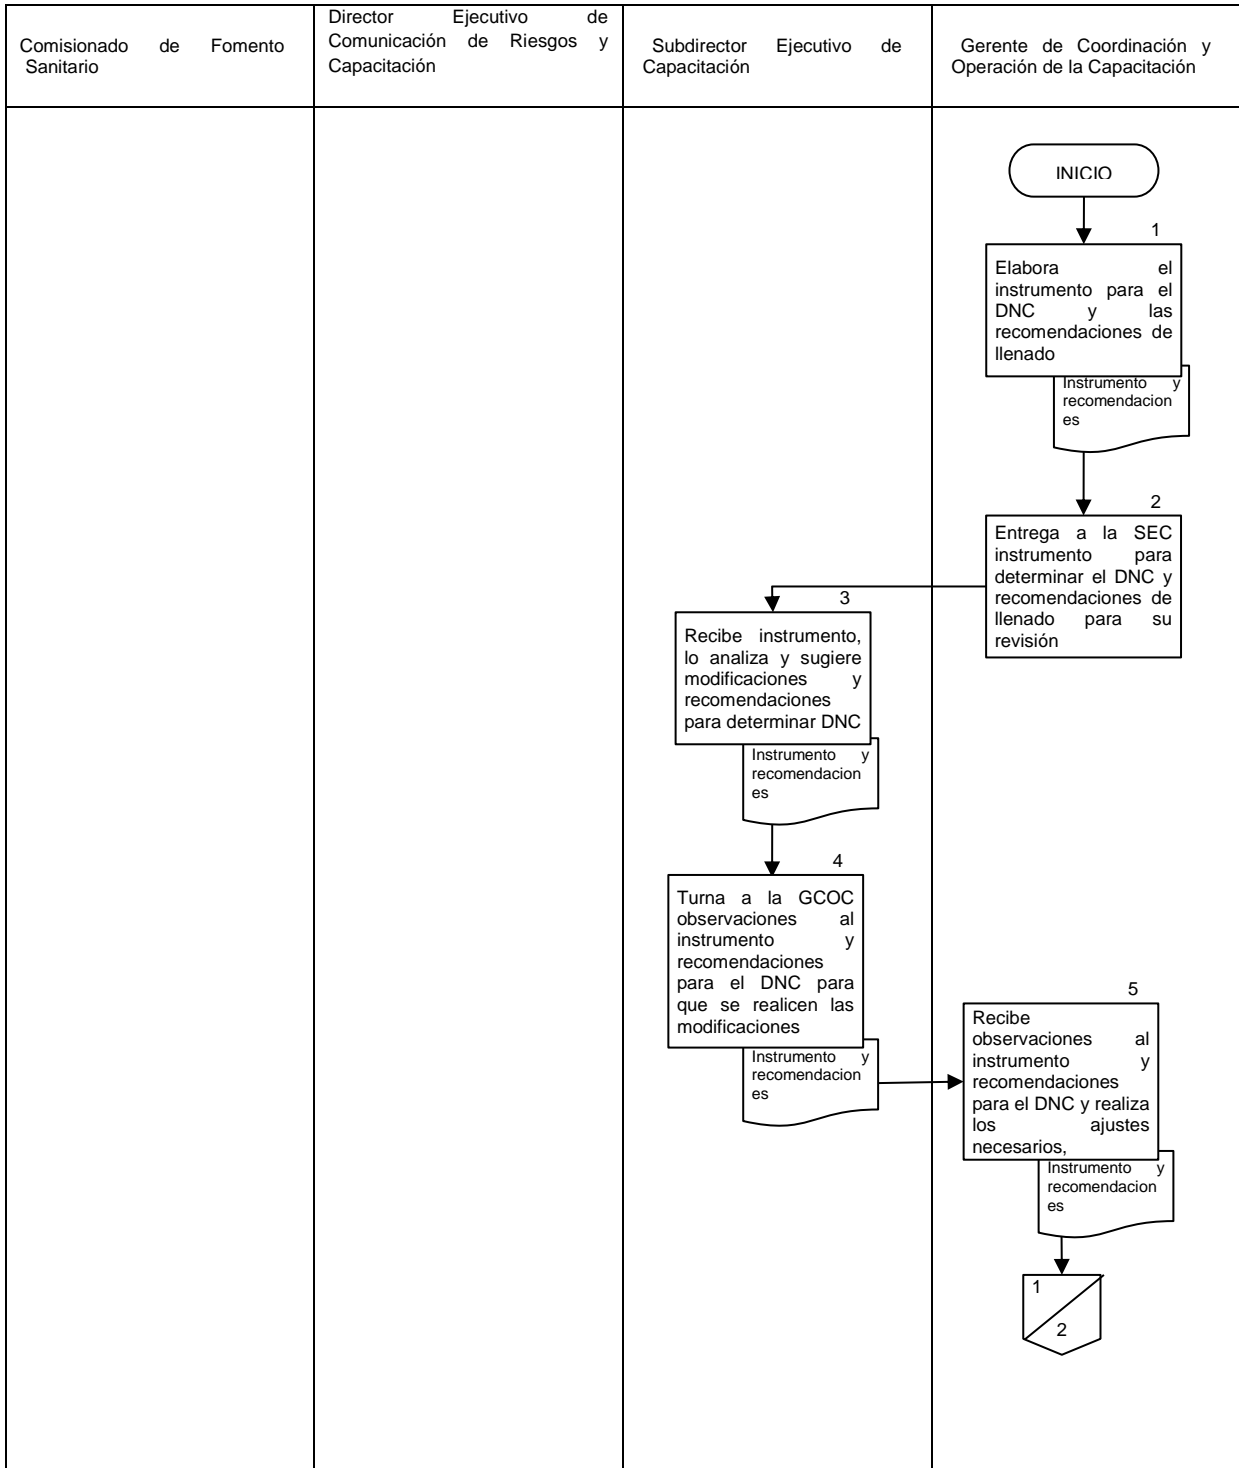 Comisionado de Fomento
Sanitario
Director Ejecutivo de
Comunicación de Riesgos y
Capacitación
Subdirector Ejecutivo de
Capacitación
Gerente de Coordinación y
Operación de la Capacitación
INICIO
1
Elabora el
instrumento para el
DNC y las
recomendaciones de
llenado
Instrumento y
recomendacion
es
2
Entrega a la SEC
instrumento para
determinar el DNC y
recomendaciones de
llenado para su
revisión
3
Recibe instrumento,
lo analiza y sugiere
modificaciones y
recomendaciones
para determinar DNC
Instrumento y
recomendacion
es
4
Turna a la GCOC
observaciones al
instrumento y
recomendaciones
para el DNC para
que se realicen las
modificaciones
Instrumento y
recomendacion
es
5
Recibe
observaciones al
instrumento y
recomendaciones
para el DNC y realiza
los ajustes
necesarios,
Instrumento y
recomendacion
es
1
2